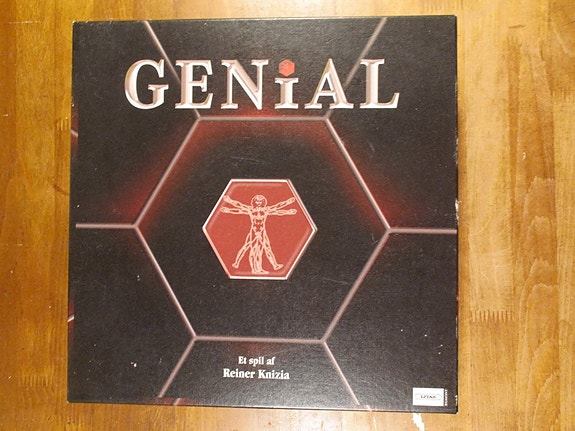 GENiAL
Et spil af
Reiner Knizia